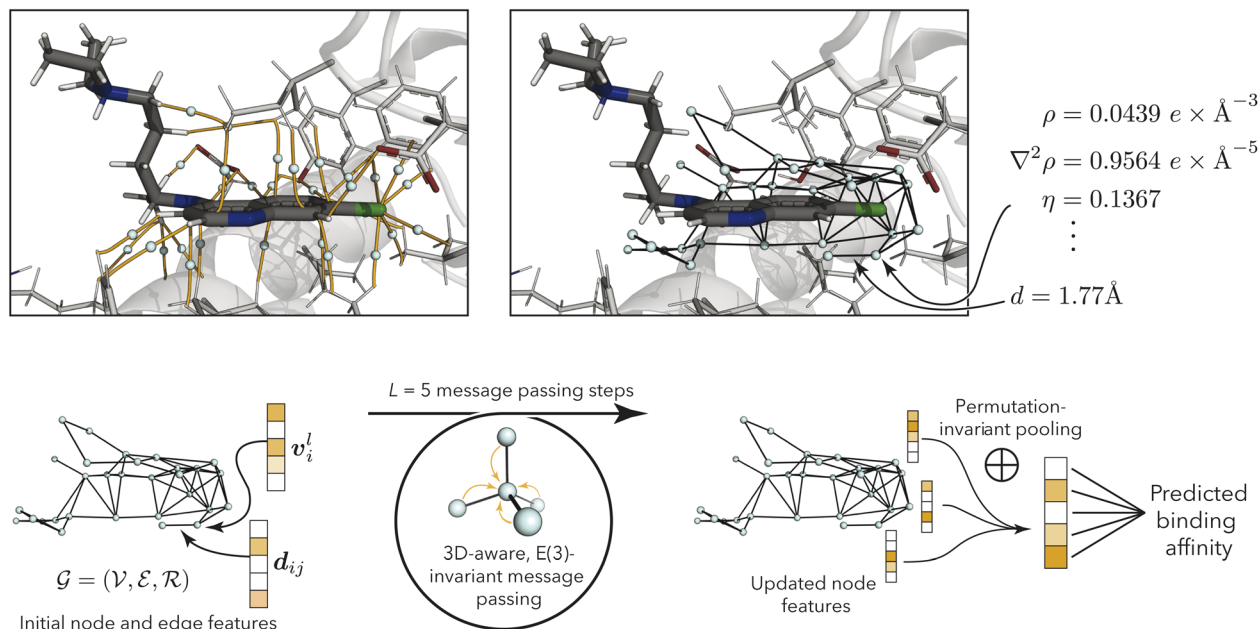 ρ = 0.0439 e × Å⁻³
∇²ρ = 0.9564 e × Å⁻⁵
η = 0.1367
⋮
d = 1.77Å
L = 5 message passing steps
v_i^l
d_ij
𝒢 = (𝒱, ℰ, ℛ)
Initial node and edge features
3D-aware, E(3)-
invariant message
passing
Permutation-
invariant pooling
⊕
Updated node
features
Predicted
binding
affinity